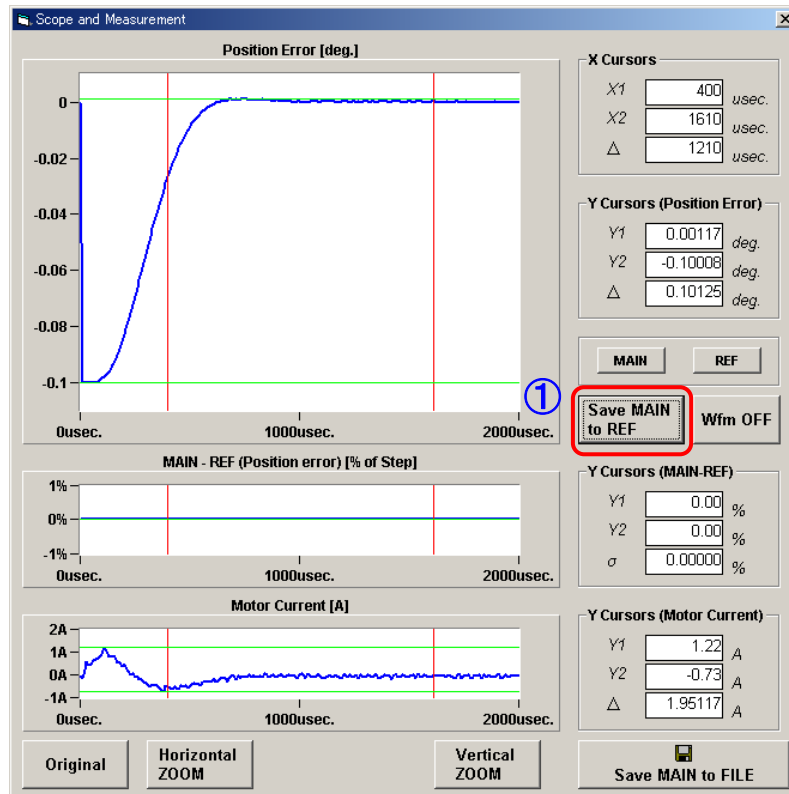 Scope and Measurement
Position Error [deg.]
0
-0.02
-0.04
-0.06
-0.08
-0.1
0usec.
1000usec.
2000usec.
MAIN - REF (Position error) [% of Step]
1%
0%
-1%
0usec.
1000usec.
2000usec.
Motor Current [A]
2A
1A
0A
-1A
0usec.
1000usec.
2000usec.
Original
Horizontal
ZOOM
Vertical
ZOOM
X Cursors
X1 400 usec.
X2 1610 usec.
△ 1210 usec.
Y Cursors (Position Error)
Y1 0.00117 deg.
Y2 -0.10008 deg.
△ 0.10125 deg.
MAIN
REF
①
Save MAIN
to REF
Wfm OFF
Y Cursors (MAIN-REF)
Y1 0.00 %
Y2 0.00 %
σ 0.00000 %
Y Cursors (Motor Current)
Y1 1.22 A
Y2 -0.73 A
△ 1.95117 A
Save MAIN to FILE